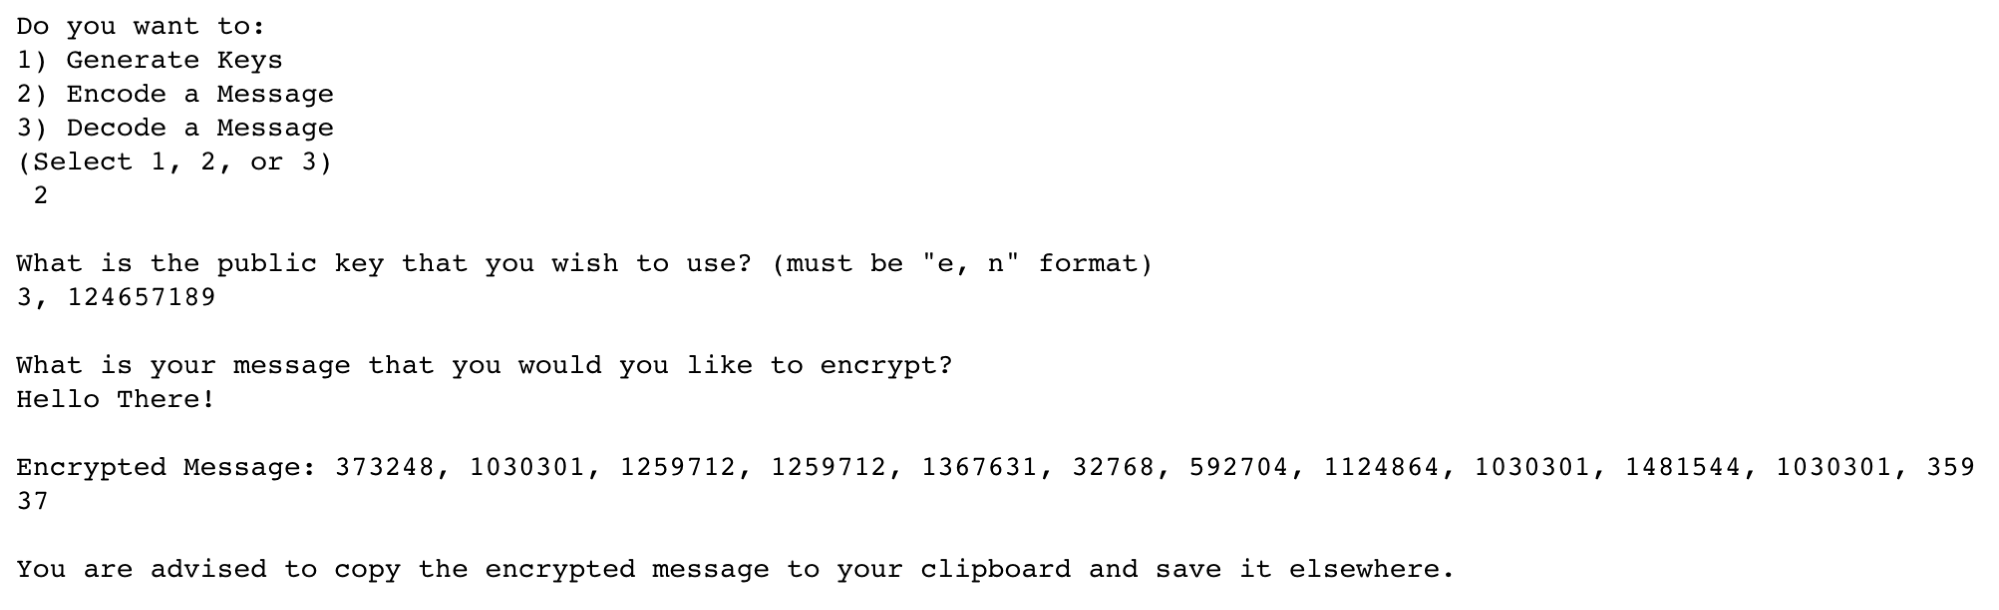 Do you want to:
1) Generate Keys
2) Encode a Message
3) Decode a Message
(Select 1, 2, or 3)
2
What is the public key that you wish to use? (must be "e, n" format)
3, 124657189
What is your message that you would you like to encrypt?
Hello There!
Encrypted Message: 373248, 1030301, 1259712, 1259712, 1367631, 32768, 592704, 1124864, 1030301, 1481544, 1030301, 359
37
You are advised to copy the encrypted message to your clipboard and save it elsewhere.